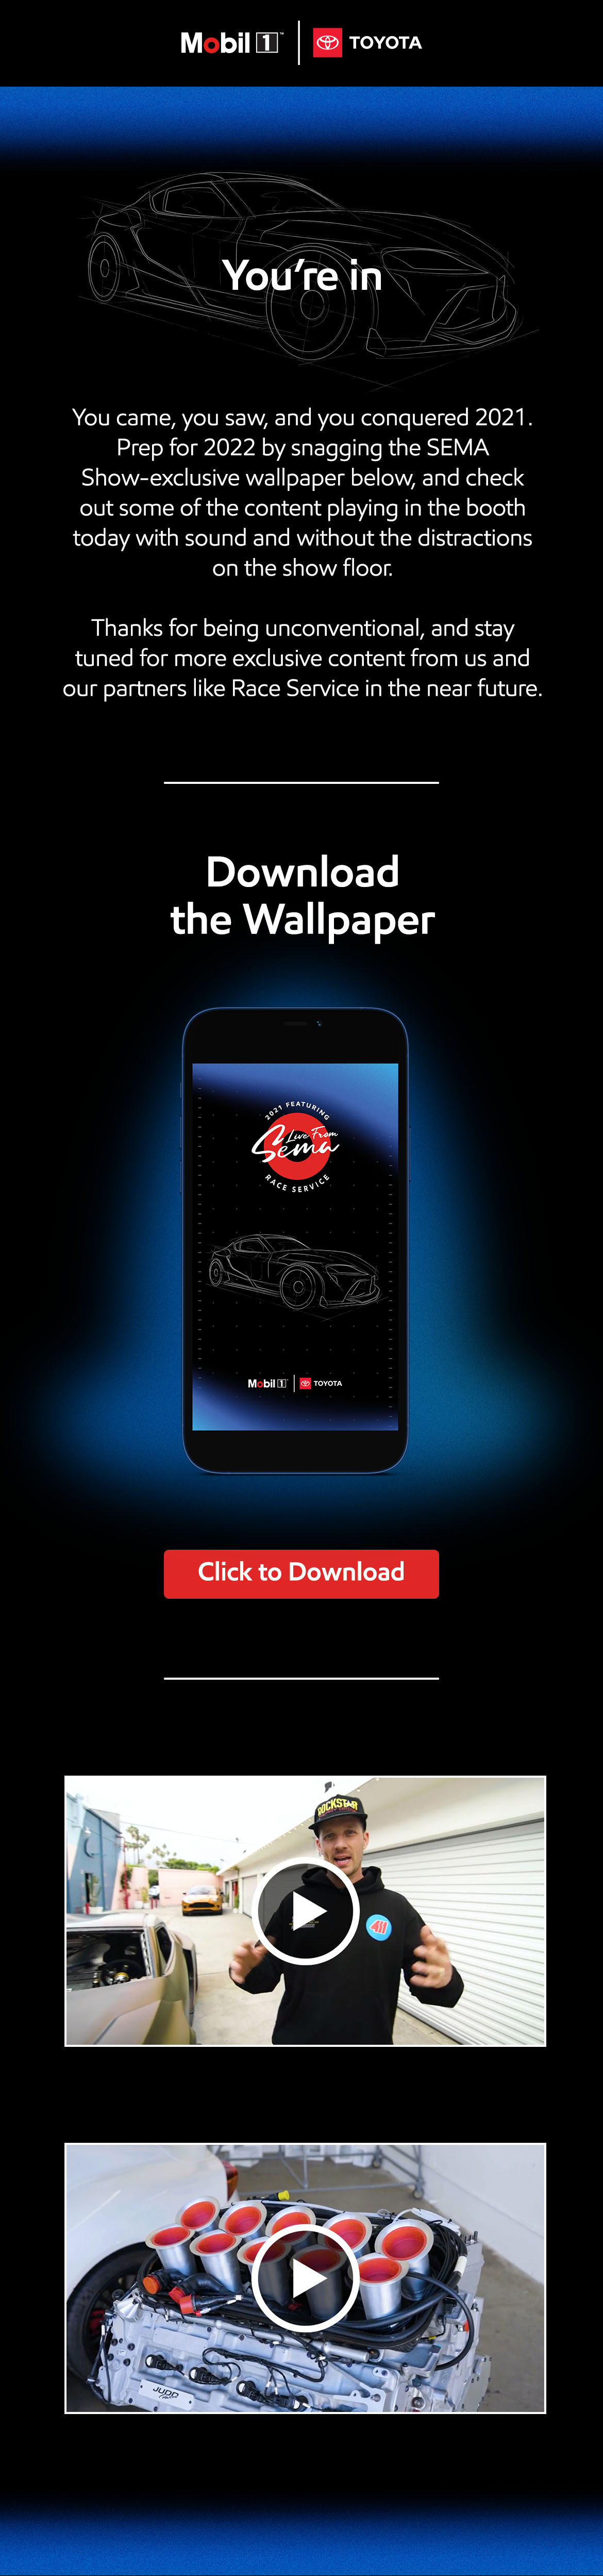 Mobil 1™ | TOYOTA
You're in
You came, you saw, and you conquered 2021.
Prep for 2022 by snagging the SEMA
Show-exclusive wallpaper below, and check
out some of the content playing in the booth
today with sound and without the distractions
on the show floor.
Thanks for being unconventional, and stay
tuned for more exclusive content from us and
our partners like Race Service in the near future.
Download
the Wallpaper
2021 FEATURING
Live From
Sema
RACE SERVICE
Mobil 1 | TOYOTA
Click to Download
ROCKSTAR
JUDD